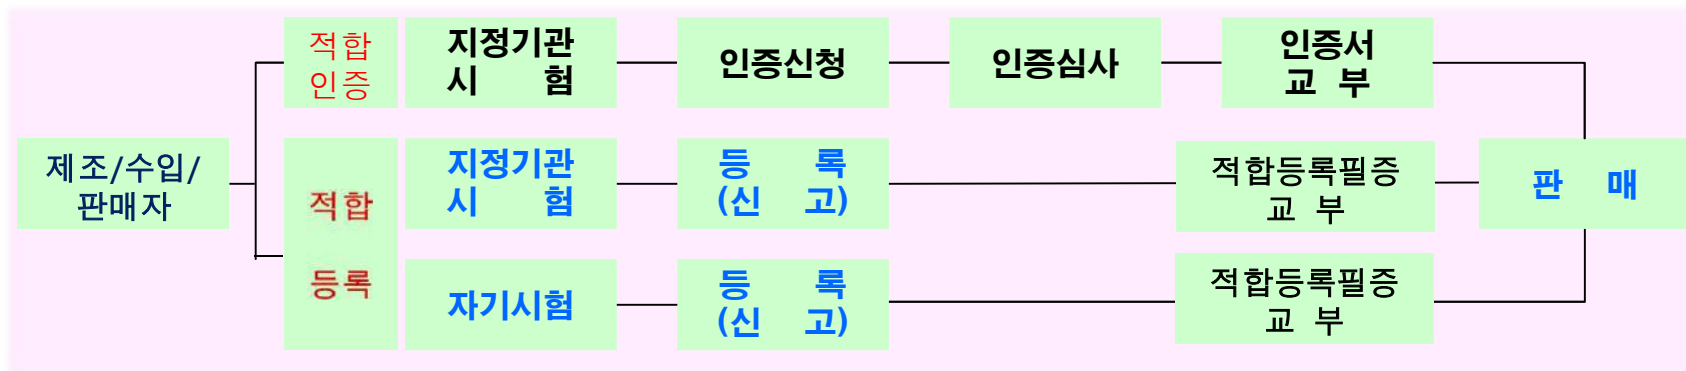 제조/수입/
판매자
적합
인증
지정기관
시 험
인증신청
인증심사
인증서
교 부
적합
등록
지정기관
시 험
등 록
(신 고)
적합등록필증
교 부
자기시험
등 록
(신 고)
적합등록필증
교 부
판 매